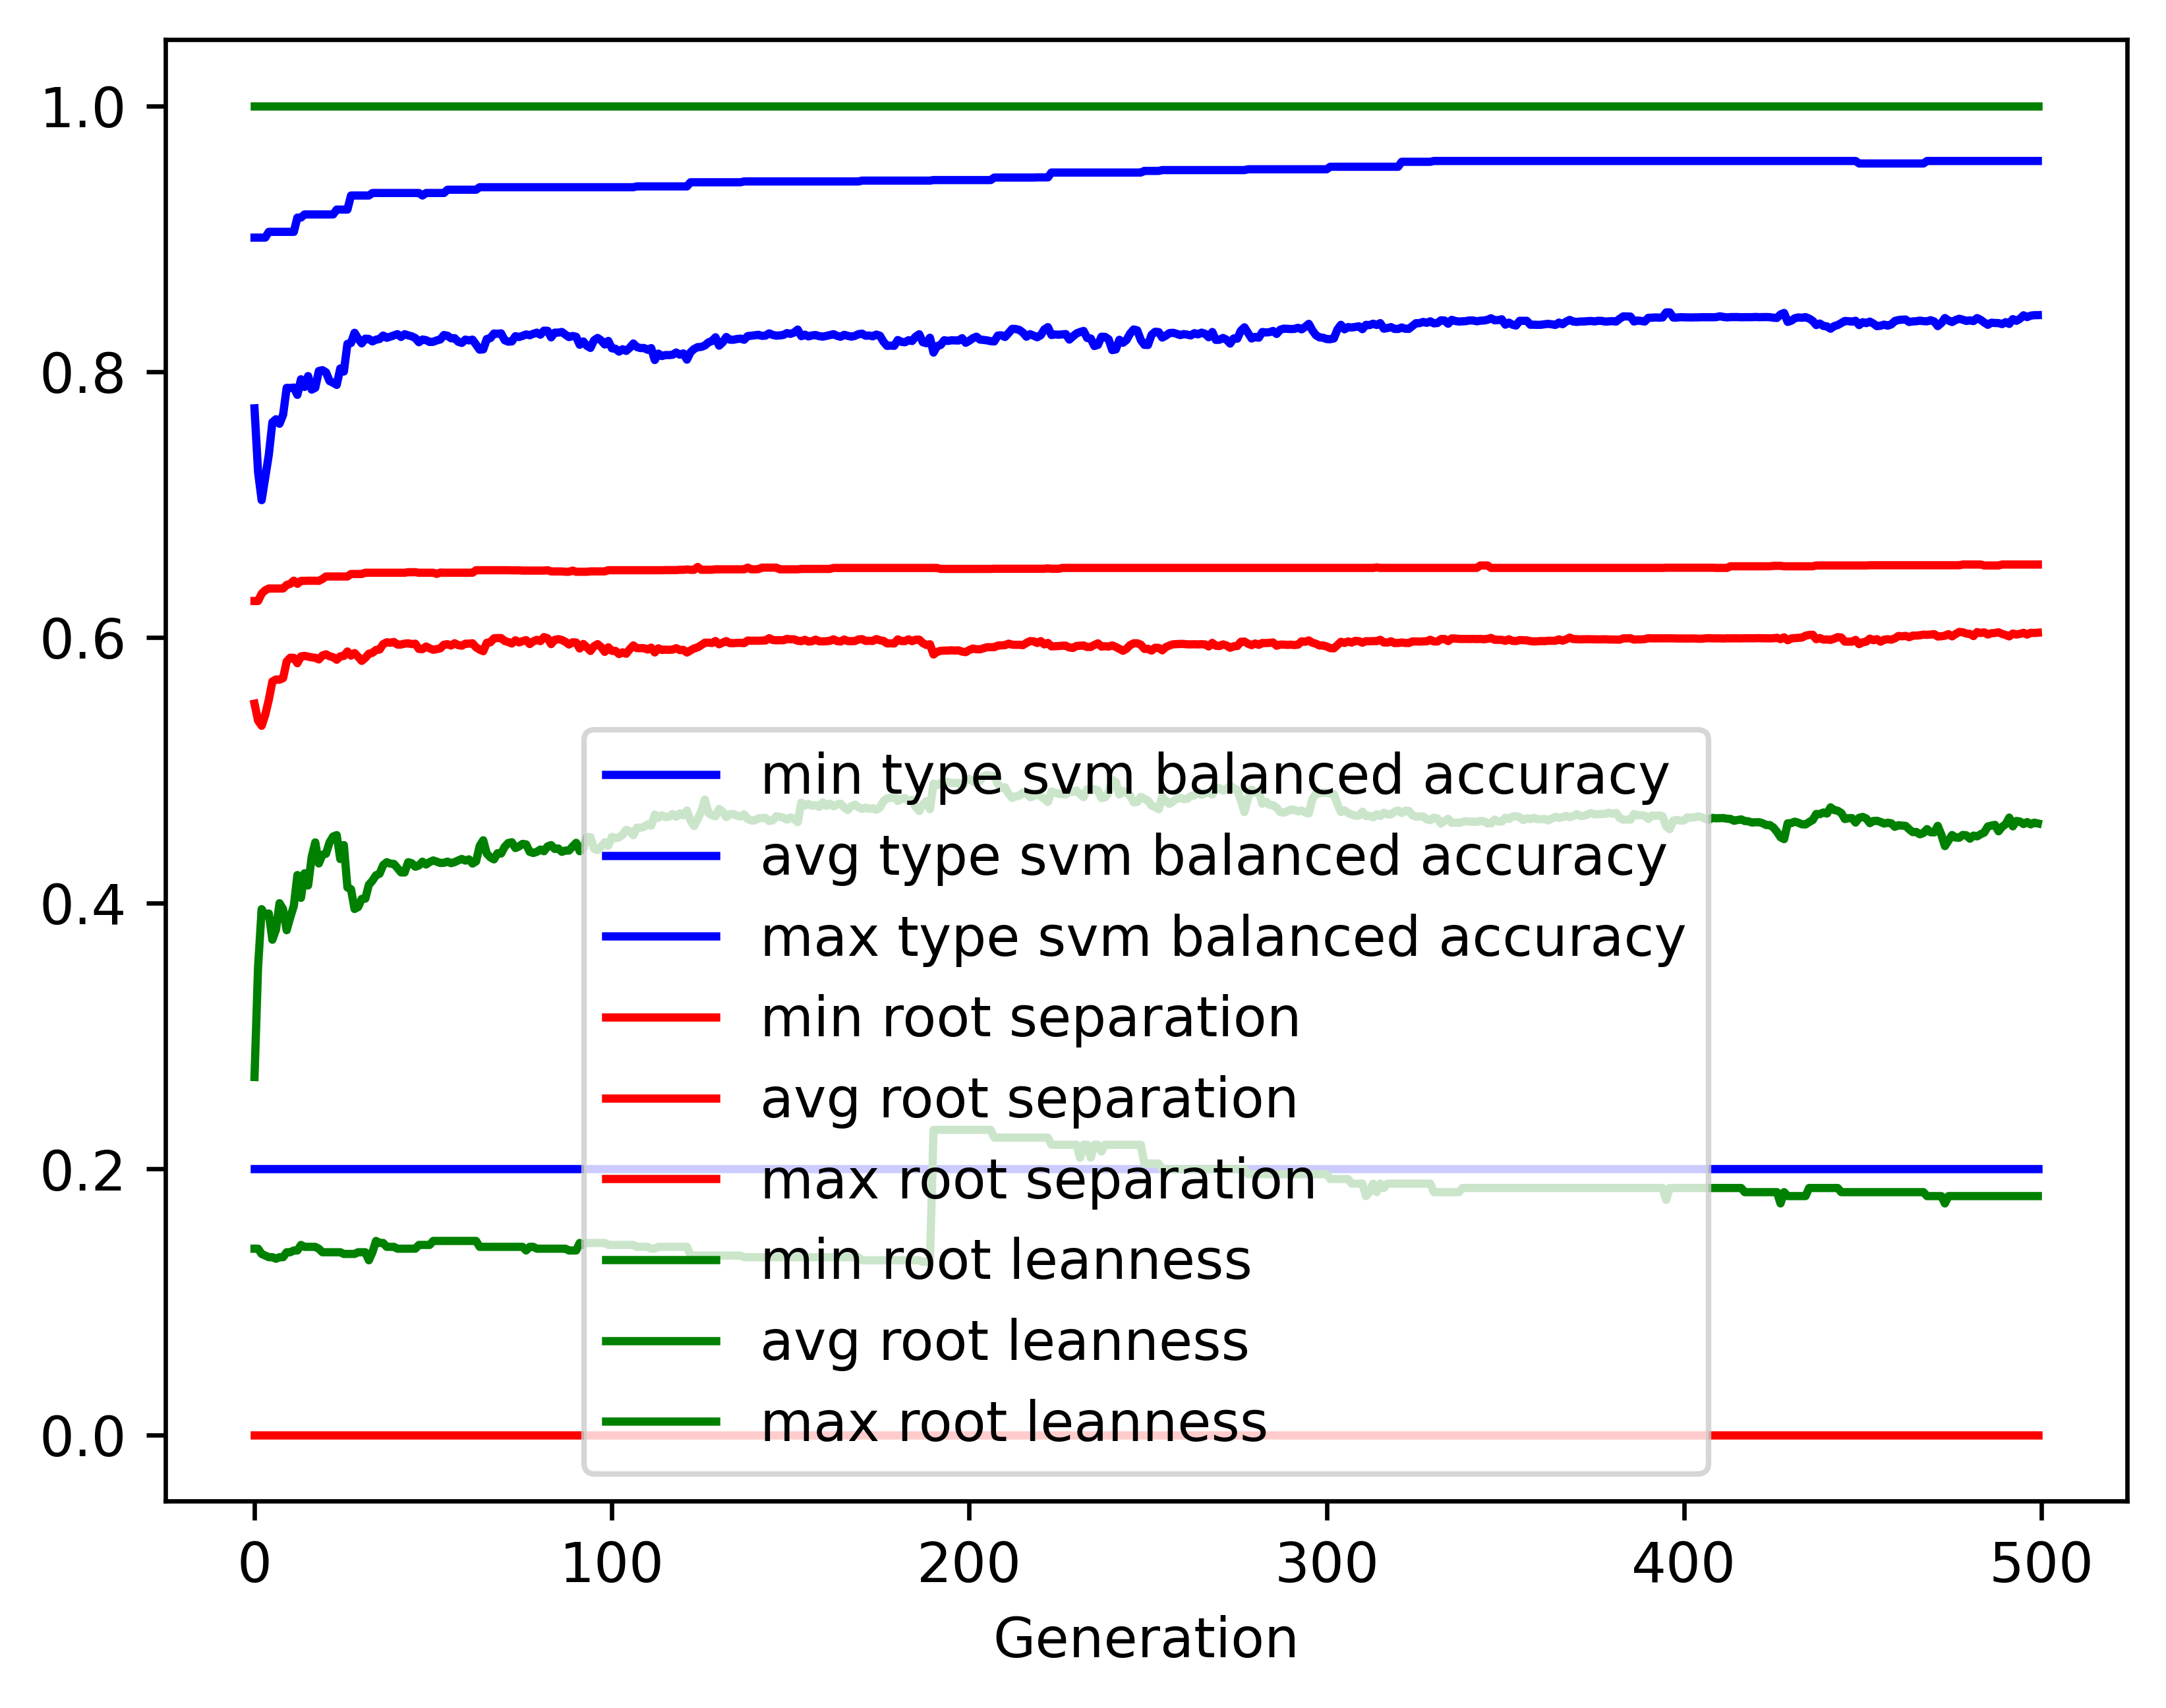 1.0
0.8
0.6
0.4
0.2
0.0
min type svm balanced accuracy
avg type svm balanced accuracy
max type svm balanced accuracy
min root separation
avg root separation
max root separation
min root leanness
avg root leanness
max root leanness
0 100 200 300 400 500
Generation